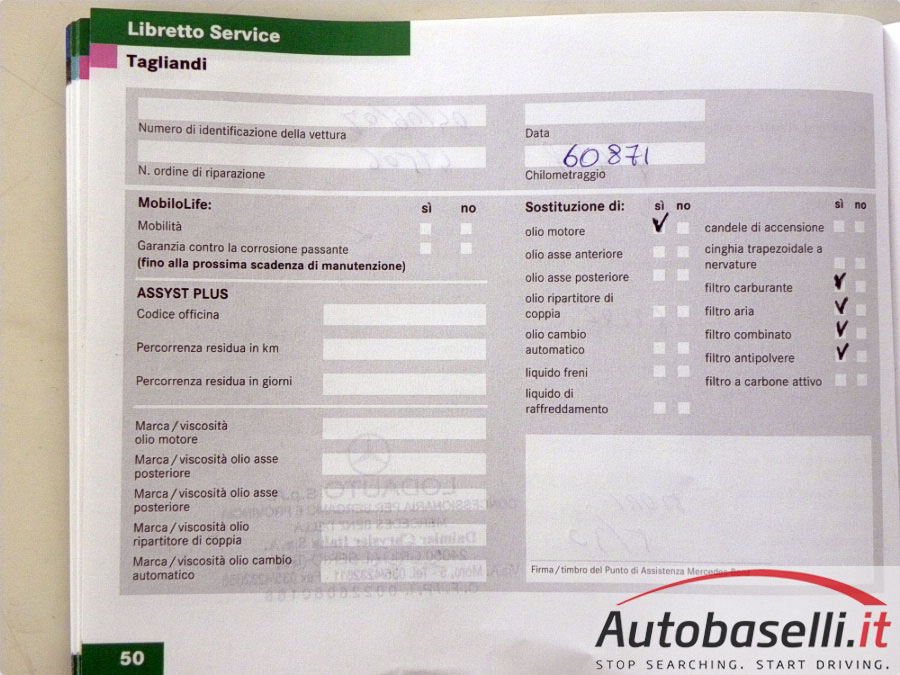 Libretto Service
Tagliandi
Numero di identificazione della vettura
N. ordine di riparazione
Data
60871
Chilometraggio
MobiloLife: sì no
Mobilità
Garanzia contro la corrosione passante
(fino alla prossima scadenza di manutenzione)
ASSYST PLUS
Codice officina
Percorrenza residua in km
Percorrenza residua in giorni
Marca/viscosità
olio motore
Marca/viscosità olio asse
posteriore
Marca/viscosità olio asse
posteriore
Marca/viscosità olio
ripartitore di coppia
Marca/viscosità olio cambio
automatico
Sostituzione di: sì no
olio motore
olio asse anteriore
olio asse posteriore
olio ripartitore di
coppia
olio cambio
automatico
liquido freni
liquido di
raffreddamento
sì no
candele di accensione
cinghia trapezoidale a
nervature
filtro carburante
filtro aria
filtro combinato
filtro antipolvere
filtro a carbone attivo
Firma/timbro del Punto di Assistenza Mercedes-Benz
50
Autobaselli.it
STOP SEARCHING. START DRIVING.